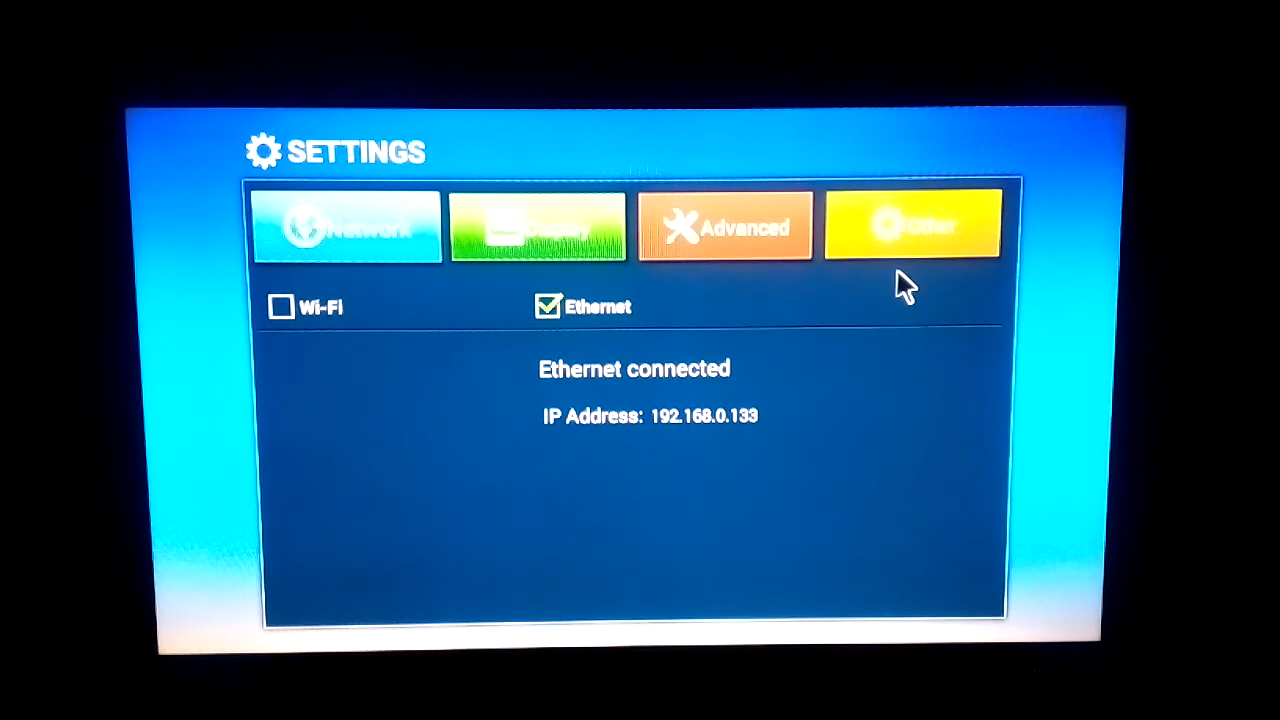 SETTINGS
Network Display Advanced Other
Wi-Fi Ethernet
Ethernet connected
IP Address: 192.168.0.133